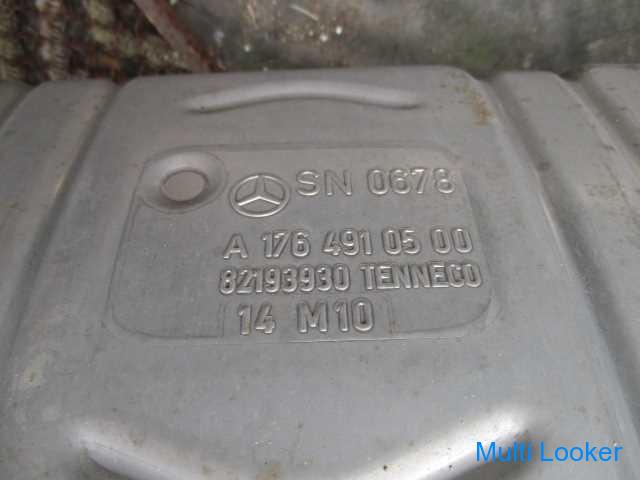 SN 0678
A 176 491 05 00
82193930 TENNECO
14 M10
Multi Looker